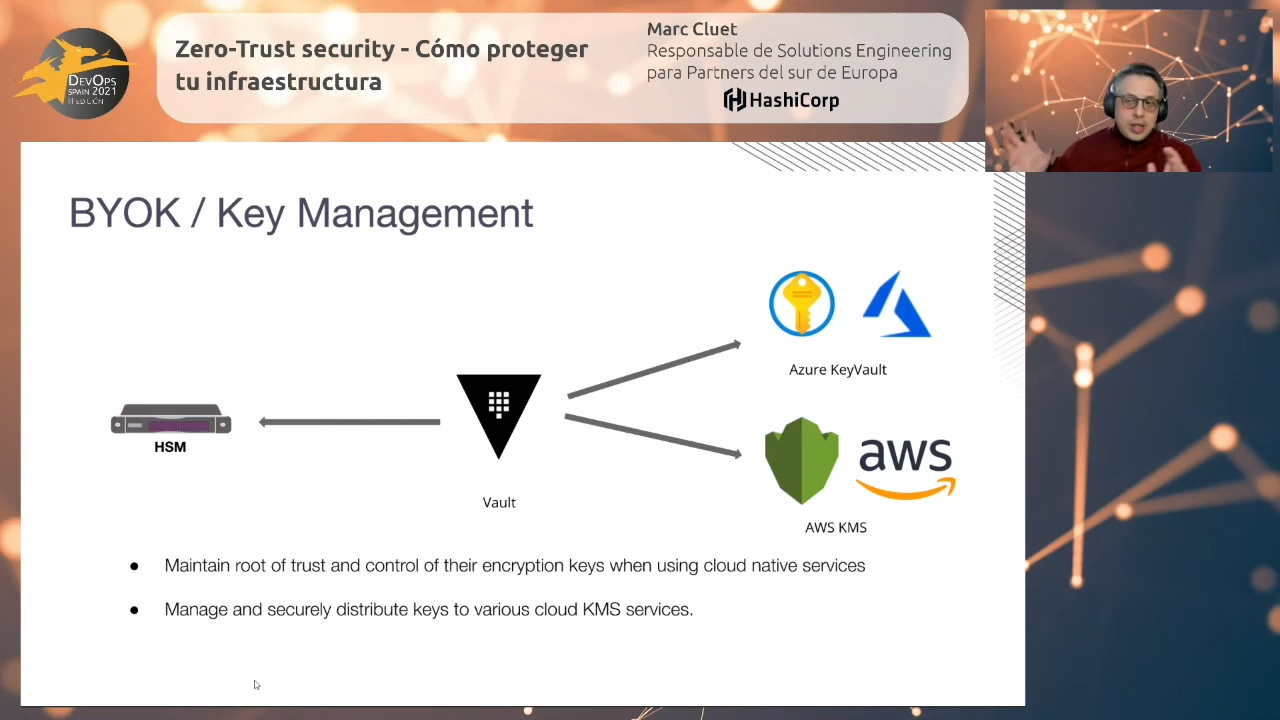 DEVOPS
SPAIN 2021
III EDICIÓN
Zero-Trust security - Cómo proteger
tu infraestructura
Marc Cluet
Responsable de Solutions Engineering
para Partners del sur de Europa
HashiCorp
BYOK / Key Management
HSM
Vault
Azure KeyVault
aws
AWS KMS
● Maintain root of trust and control of their encryption keys when using cloud native services
● Manage and securely distribute keys to various cloud KMS services.